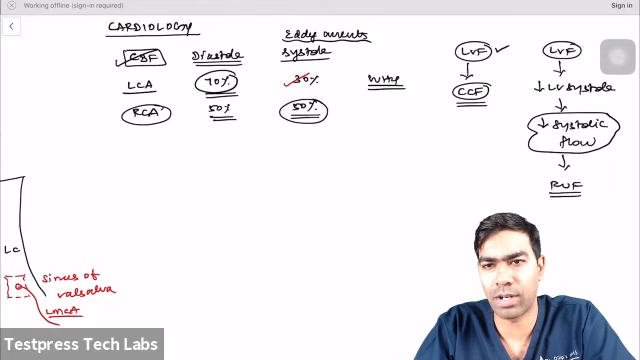 Working offline (sign-in required)
Sign in
CARDIOLOGY
Eddy currents
CBF Diastole Systole
LCA 70% 30% Why
RCA 50% 50%
LVF
CCF
LVF
↓ LV Systole
↓ Systolic
flow
RVF
LC
Sinus of
valsalva
LMCA
Testpress Tech Labs